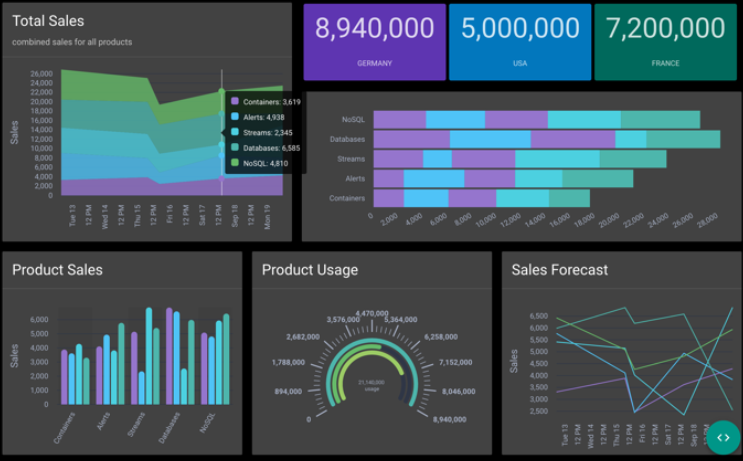 Total Sales
combined sales for all products
26,000
24,000
22,000
20,000
18,000
16,000
14,000
12,000
10,000
8,000
6,000
4,000
2,000
0
Sales
Tue 13
12 PM
Wed 14
12 PM
Thu 15
12 PM
Fri 16
12 PM
Sat 17
12 PM
Sep 18
12 PM
Mon 19
Containers: 3,619
Alerts: 4,938
Streams: 2,345
Databases: 6,585
NoSQL: 4,810
8,940,000
GERMANY
5,000,000
USA
7,200,000
FRANCE
NoSQL
Databases
Streams
Alerts
Containers
0
2,000
4,000
6,000
8,000
10,000
12,000
14,000
16,000
18,000
20,000
22,000
24,000
26,000
28,000
Product Sales
6,000
5,000
4,000
3,000
2,000
1,000
0
Sales
Containers
Alerts
Streams
Databases
NoSQL
Product Usage
0
894,000
1,788,000
2,682,000
3,576,000
4,470,000
5,364,000
6,258,000
7,152,000
8,046,000
8,940,000
21,140,000
usage
Sales Forecast
6,500
6,000
5,500
5,000
4,500
4,000
3,500
3,000
2,500
Sales
Tue 13
12 PM
Wed 14
12 PM
Thu 15
12 PM
Fri 16
12 PM
Sat 17
12 PM
Sep 18